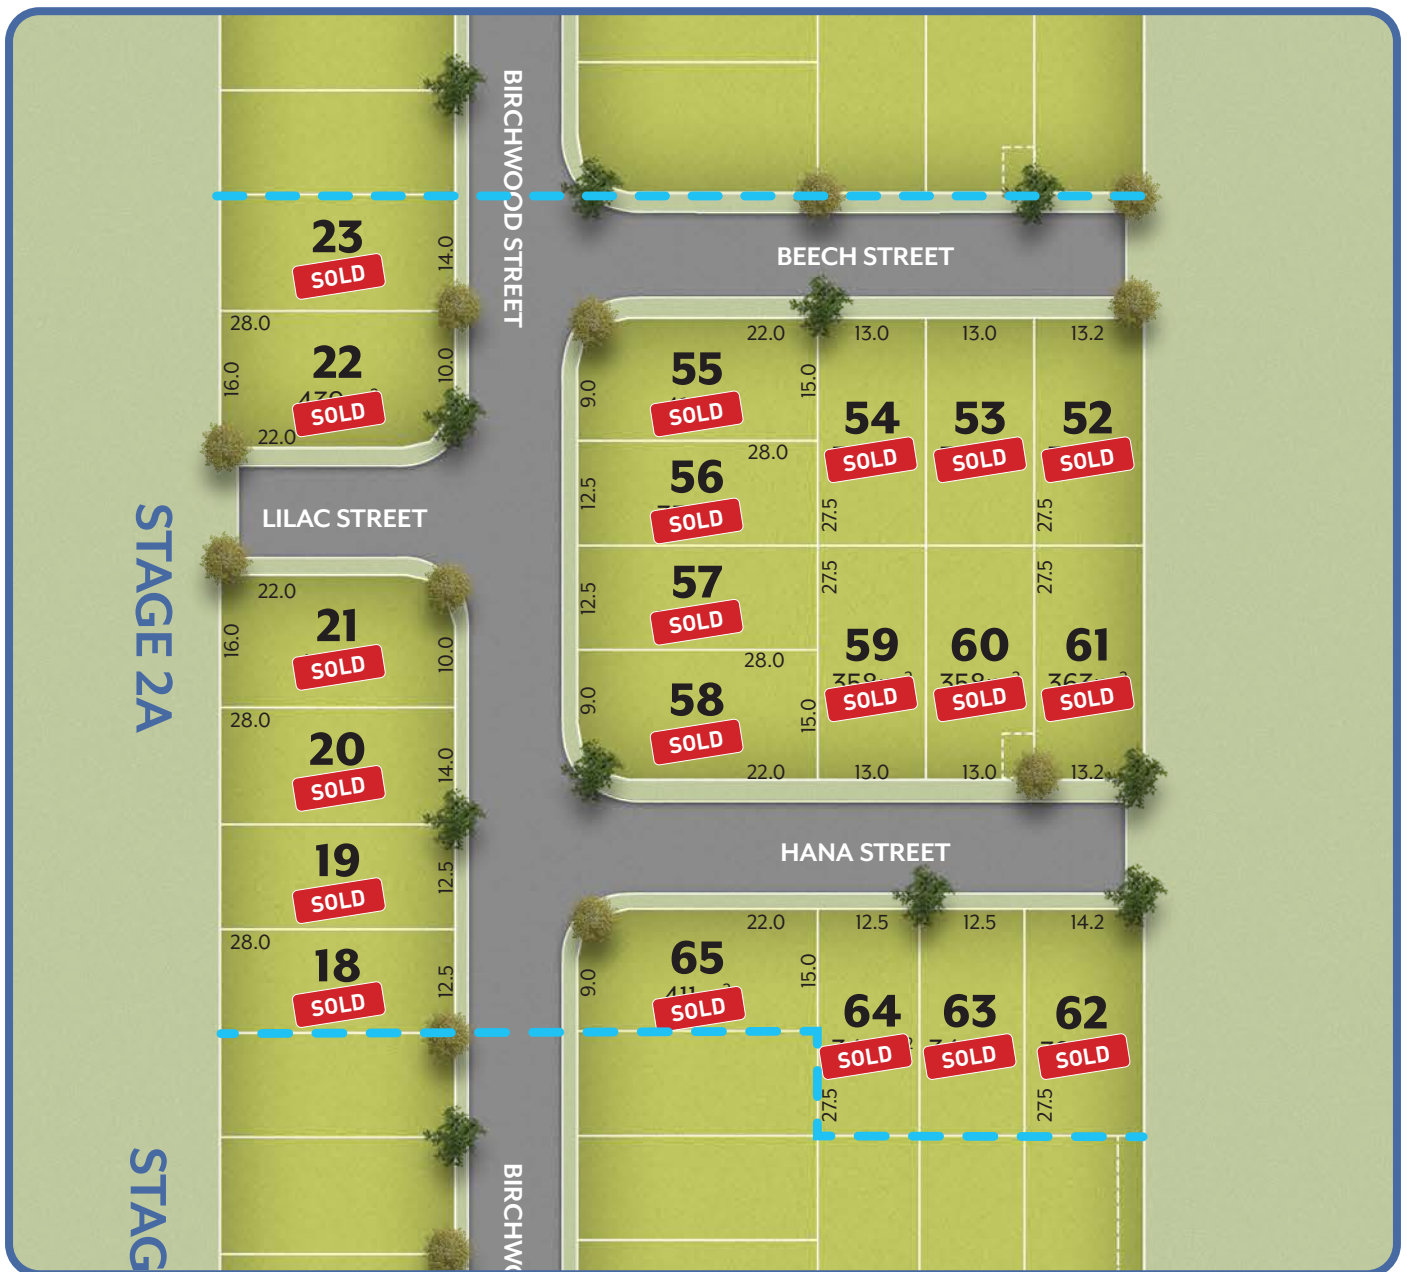 BIRCHWOOD STREET
23
SOLD
14.0
BEECH STREET
28.0
22
SOLD
16.0
10.0
22.0
LILAC STREET
STAGE 2A
22.0
21
SOLD
16.0
10.0
28.0
20
SOLD
14.0
19
SOLD
12.5
28.0
18
SOLD
12.5
22.0
55
SOLD
9.0
15.0
28.0
56
SOLD
12.5
57
SOLD
12.5
28.0
58
SOLD
9.0
15.0
22.0
13.0
54
SOLD
27.5
13.0
53
SOLD
13.2
52
SOLD
27.5
27.5
59
SOLD
13.0
60
SOLD
13.0
27.5
61
SOLD
13.2
HANA STREET
22.0
65
SOLD
9.0
15.0
12.5
64
SOLD
27.5
12.5
63
SOLD
14.2
62
SOLD
27.5
STAG
BIRCHWO